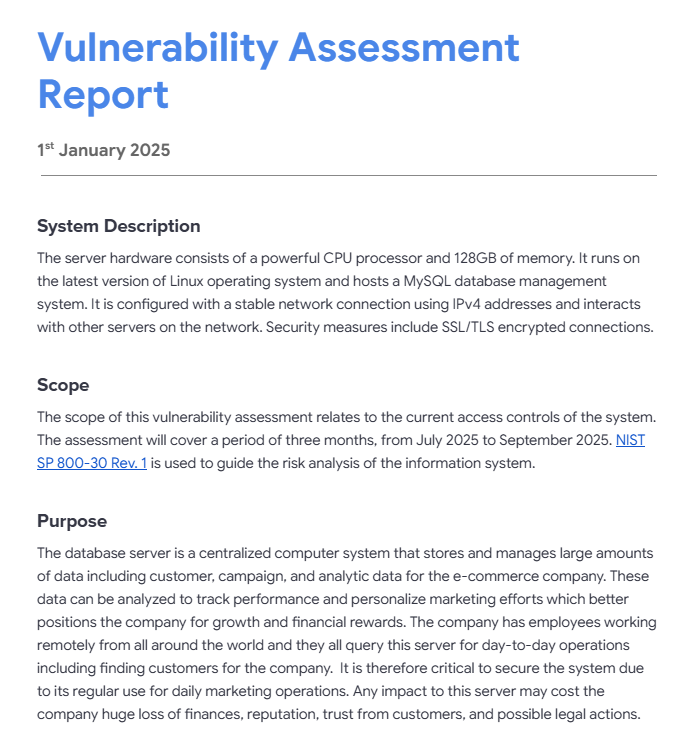 Vulnerability Assessment
Report
1st January 2025
System Description
The server hardware consists of a powerful CPU processor and 128GB of memory. It runs on
the latest version of Linux operating system and hosts a MySQL database management
system. It is configured with a stable network connection using IPv4 addresses and interacts
with other servers on the network. Security measures include SSL/TLS encrypted connections.
Scope
The scope of this vulnerability assessment relates to the current access controls of the system.
The assessment will cover a period of three months, from July 2025 to September 2025. NIST
SP 800-30 Rev. 1 is used to guide the risk analysis of the information system.
Purpose
The database server is a centralized computer system that stores and manages large amounts
of data including customer, campaign, and analytic data for the e-commerce company. These
data can be analyzed to track performance and personalize marketing efforts which better
positions the company for growth and financial rewards. The company has employees working
remotely from all around the world and they all query this server for day-to-day operations
including finding customers for the company.  It is therefore critical to secure the system due
to its regular use for daily marketing operations. Any impact to this server may cost the
company huge loss of finances, reputation, trust from customers, and possible legal actions.